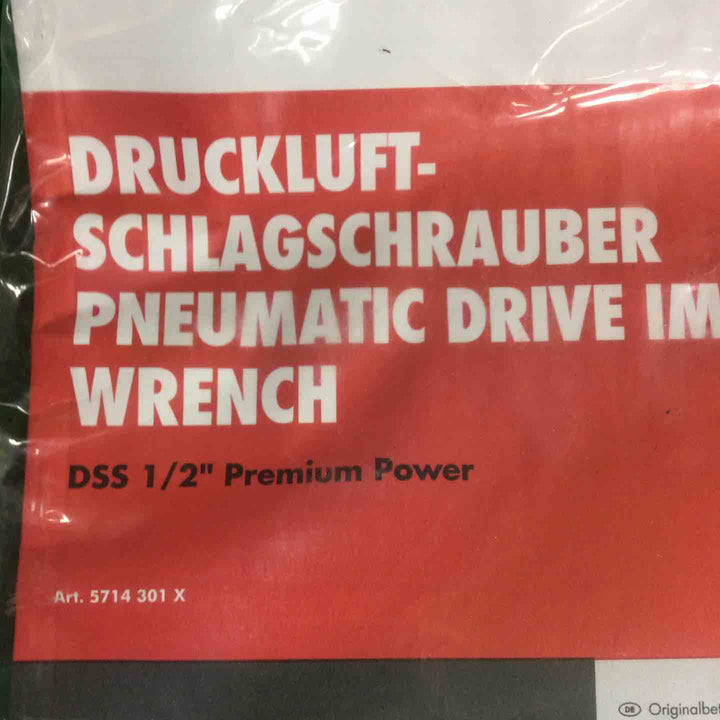 DRUCKLUFT-
SCHLAGSCHRAUBER
PNEUMATIC DRIVE IM
WRENCH
DSS 1/2" Premium Power
Art. 5714 301 X
DE Originalbet